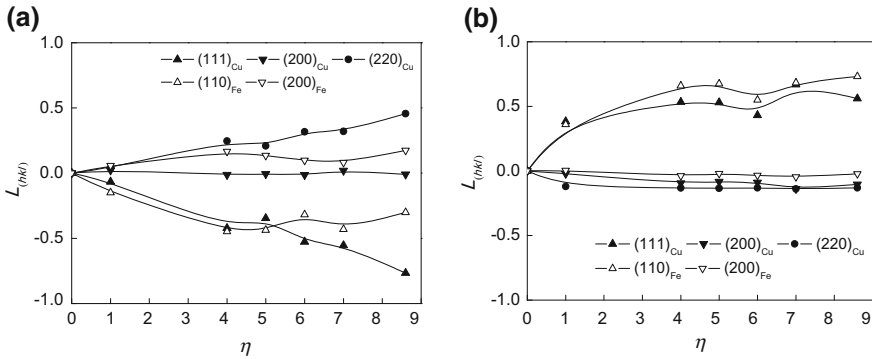 (a)
1.0
(111)Cu (200)Cu (220)Cu
(110)Fe (200)Fe
0.5
0.0
-0.5
-1.0
L(hkl)
0 1 2 3 4 5 6 7 8 9
η
(b)
1.0
0.5
0.0
-0.5
-1.0
L(hkl)
(111)Cu (200)Cu (220)Cu
(110)Fe (200)Fe
0 1 2 3 4 5 6 7 8 9
η